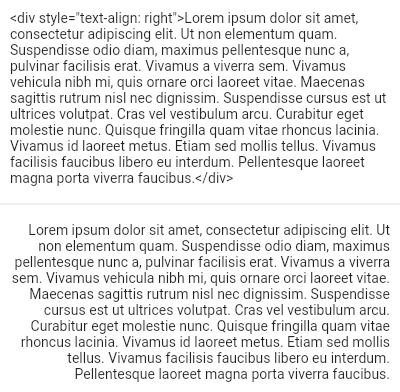 <div style="text-align: right">Lorem ipsum dolor sit amet,
consectetur adipiscing elit. Ut non elementum quam.
Suspendisse odio diam, maximus pellentesque nunc a,
pulvinar facilisis erat. Vivamus a viverra sem. Vivamus
vehicula nibh mi, quis ornare orci laoreet vitae. Maecenas
sagittis rutrum nisl nec dignissim. Suspendisse cursus est ut
ultrices volutpat. Cras vel vestibulum arcu. Curabitur eget
molestie nunc. Quisque fringilla quam vitae rhoncus lacinia.
Vivamus id laoreet metus. Etiam sed mollis tellus. Vivamus
facilisis faucibus libero eu interdum. Pellentesque laoreet
magna porta viverra faucibus.</div>
Lorem ipsum dolor sit amet, consectetur adipiscing elit. Ut
non elementum quam. Suspendisse odio diam, maximus
pellentesque nunc a, pulvinar facilisis erat. Vivamus a viverra
sem. Vivamus vehicula nibh mi, quis ornare orci laoreet vitae.
Maecenas sagittis rutrum nisl nec dignissim. Suspendisse
cursus est ut ultrices volutpat. Cras vel vestibulum arcu.
Curabitur eget molestie nunc. Quisque fringilla quam vitae
rhoncus lacinia. Vivamus id laoreet metus. Etiam sed mollis
tellus. Vivamus facilisis faucibus libero eu interdum.
Pellentesque laoreet magna porta viverra faucibus.